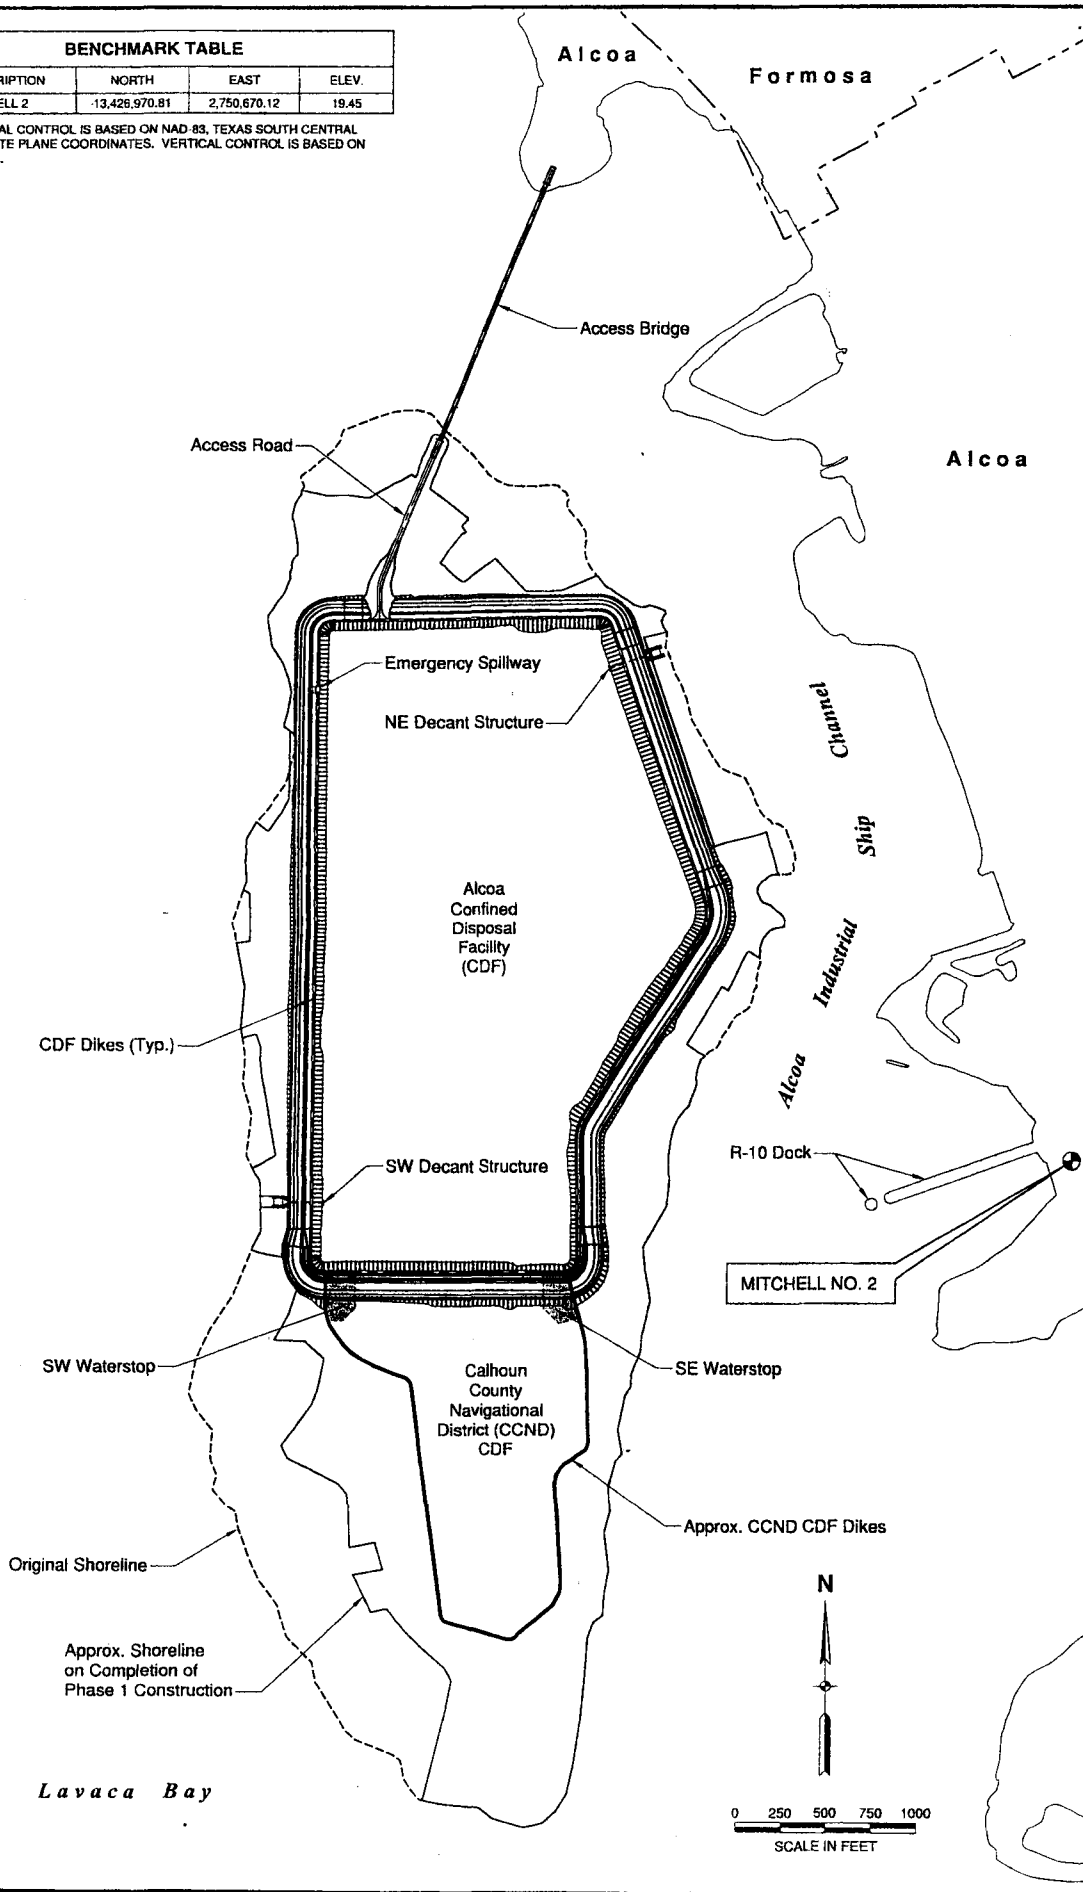 BENCHMARK TABLE
RIPTION NORTH EAST ELEV.
ELL 2 13,426,970.81 2,750,670.12 19.45
AL CONTROL IS BASED ON NAD-83, TEXAS SOUTH CENTRAL
TE PLANE COORDINATES. VERTICAL CONTROL IS BASED ON
Alcoa
Formosa
Access Bridge
Access Road
Alcoa
Emergency Spillway
NE Decant Structure
Alcoa Industrial Ship Channel
Alcoa
Confined
Disposal
Facility
(CDF)
CDF Dikes (Typ.)
R-10 Dock
SW Decant Structure
MITCHELL NO. 2
SW Waterstop
SE Waterstop
Calhoun
County
Navigational
District (CCND)
CDF
Approx. CCND CDF Dikes
Original Shoreline
N
Approx. Shoreline
on Completion of
Phase 1 Construction
Lavaca Bay
0 250 500 750 1000
SCALE IN FEET